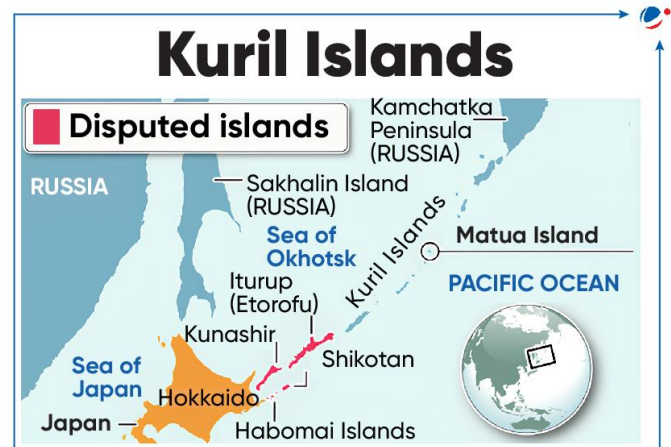 Kuril Islands
Disputed islands
Kamchatka
Peninsula
(RUSSIA)
RUSSIA
Sakhalin Island
(RUSSIA)
Sea of
Okhotsk
Kuril Islands
Matua Island
Iturup
(Etorofu)
PACIFIC OCEAN
Kunashir
Shikotan
Sea of
Japan
Hokkaido
Japan
Habomai Islands